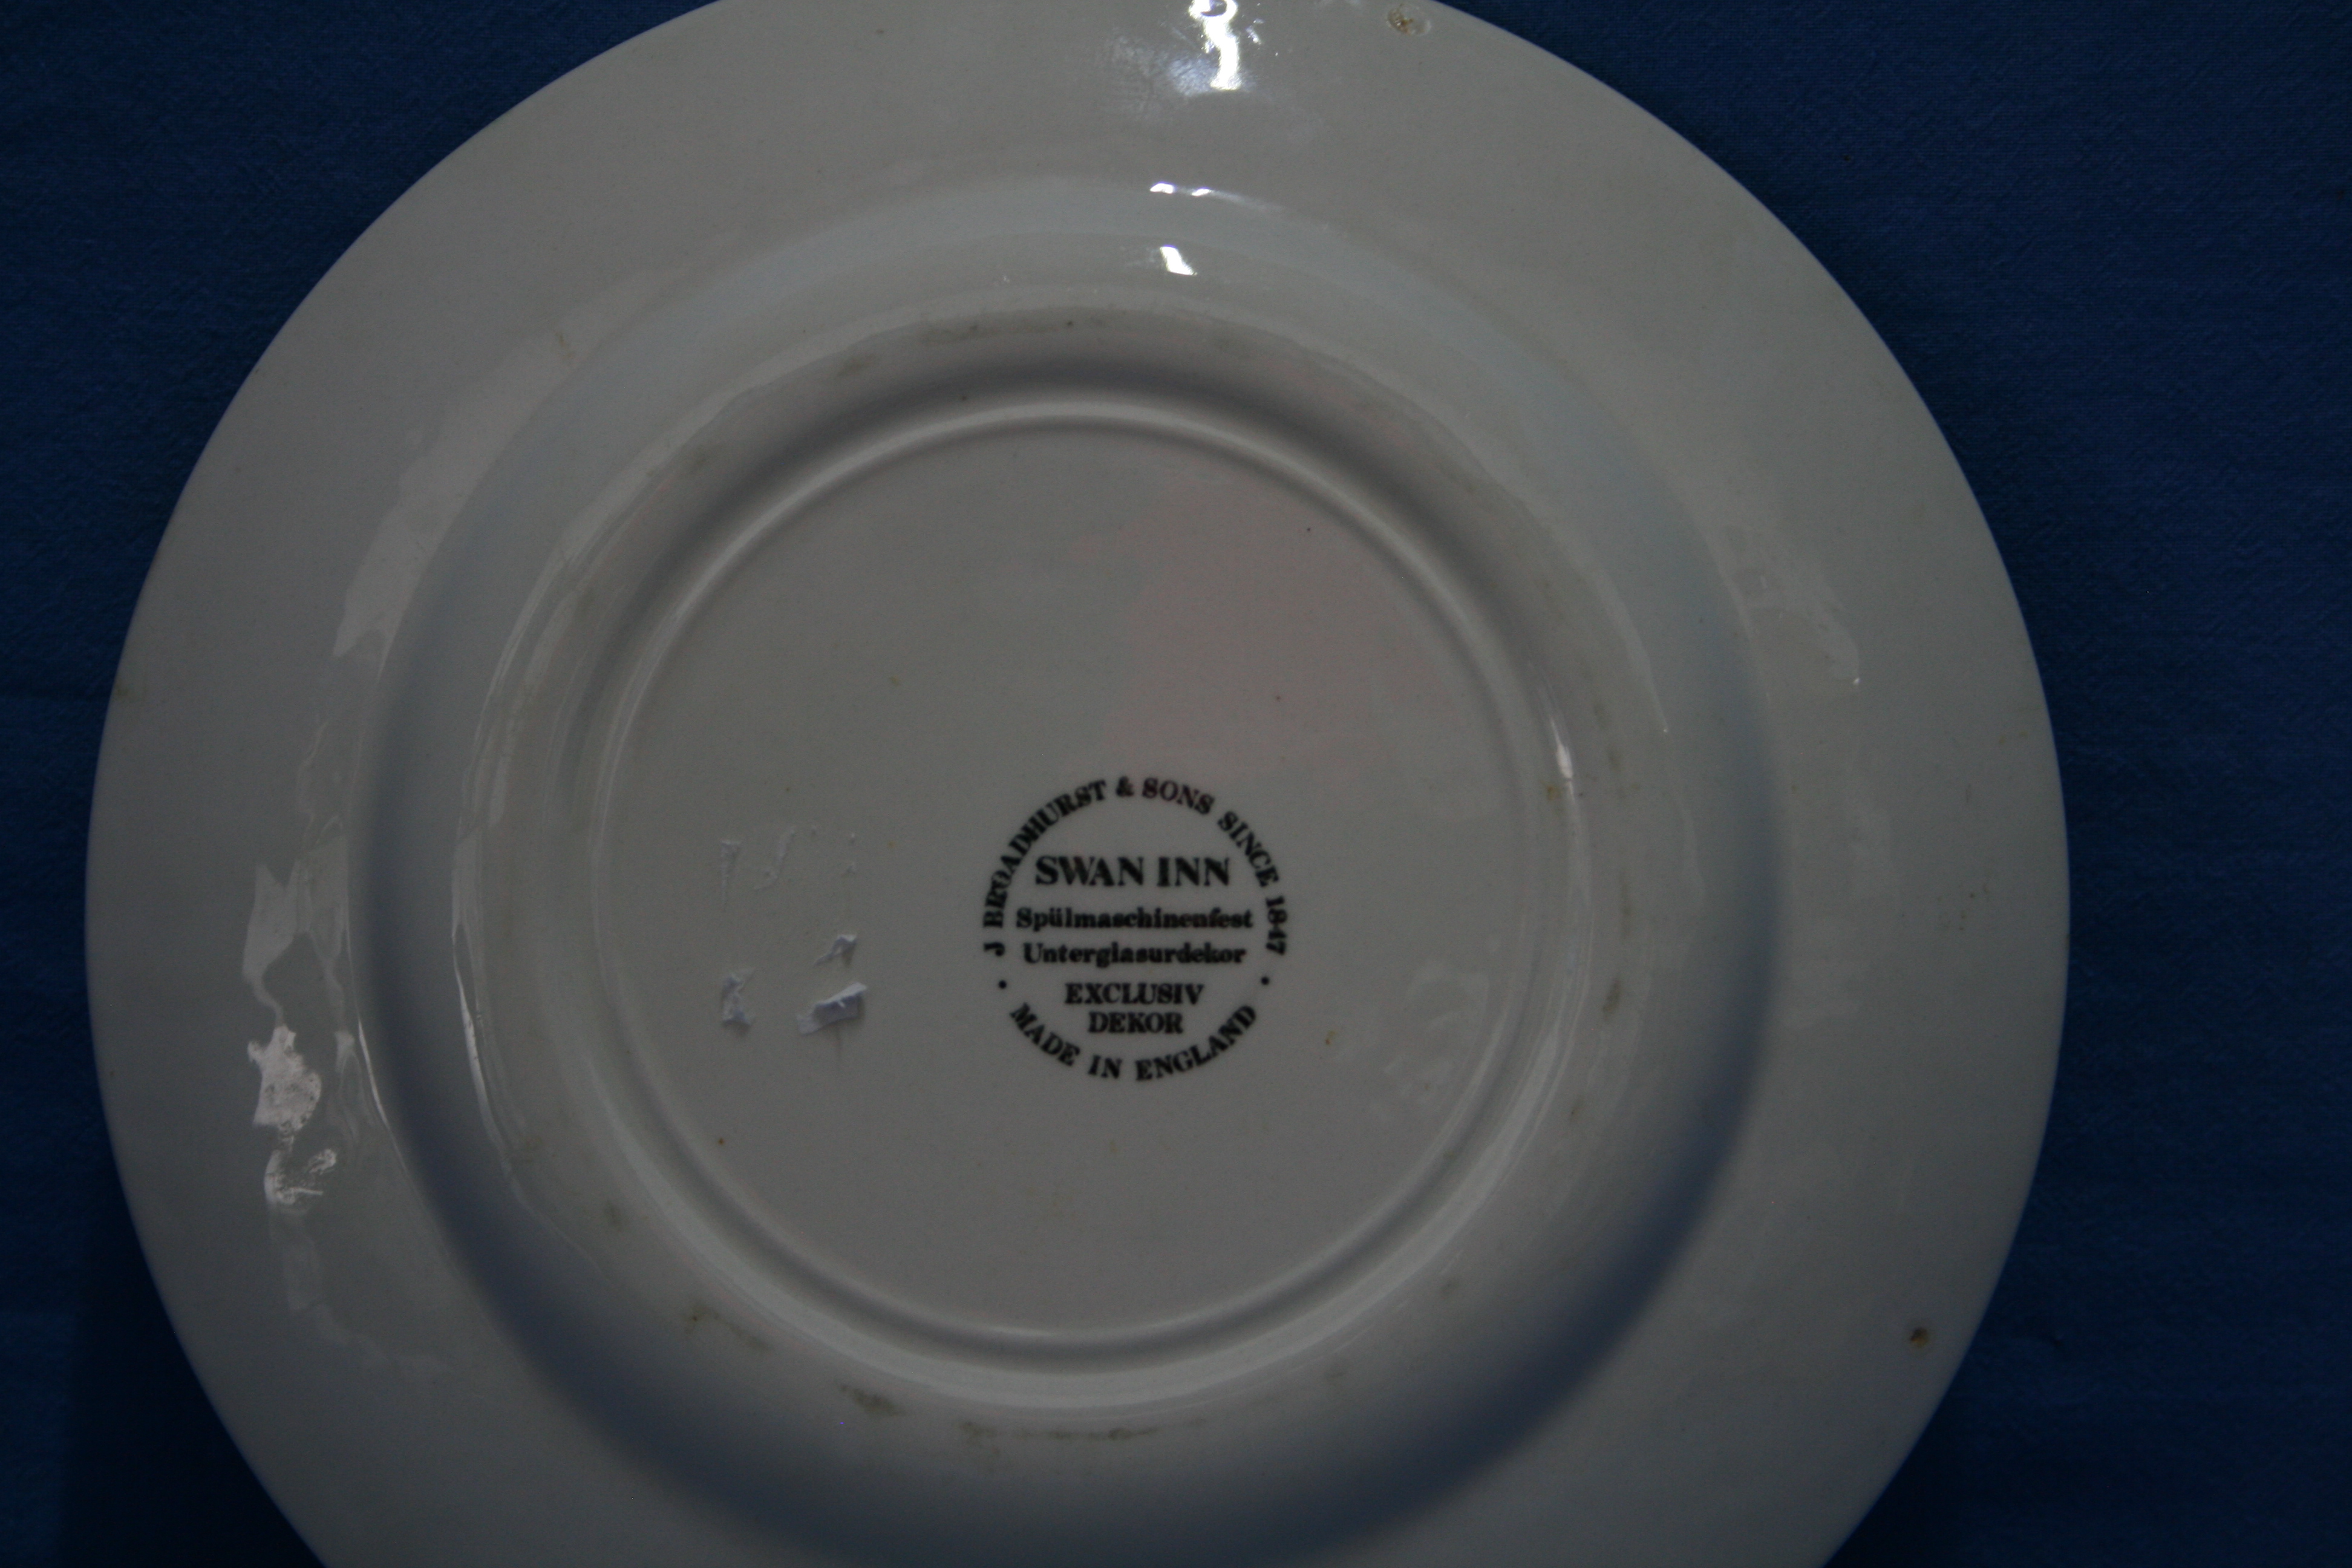 J BROADHURST & SONS SINCE 1847
SWAN INN
Spülmaschinenfest
Unterglasurdekor
EXCLUSIV
DEKOR
• MADE IN ENGLAND •